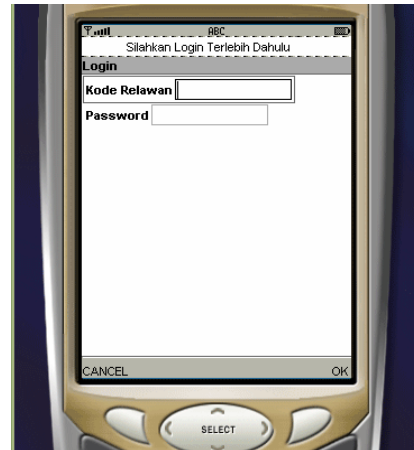 ABC
Silahkan Login Terlebih Dahulu
Login
Kode Relawan
Password
CANCEL OK
SELECT